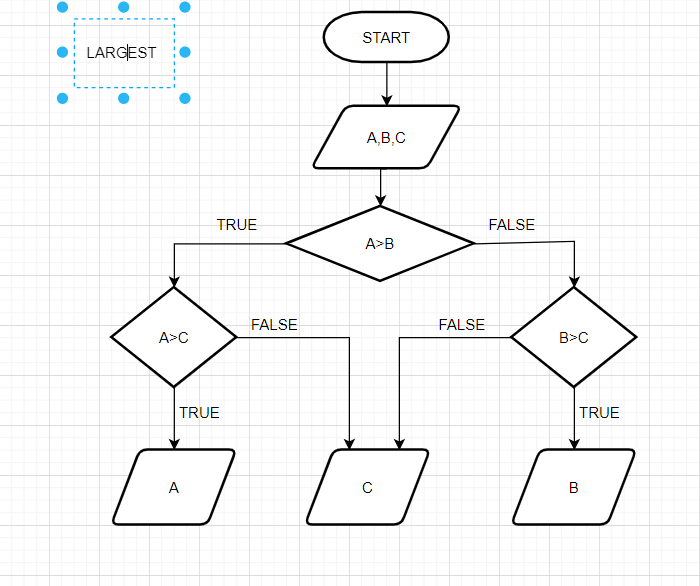 LARGEST
START
A,B,C
A>B
TRUE
FALSE
A>C
FALSE
FALSE
B>C
TRUE
TRUE
A
C
B